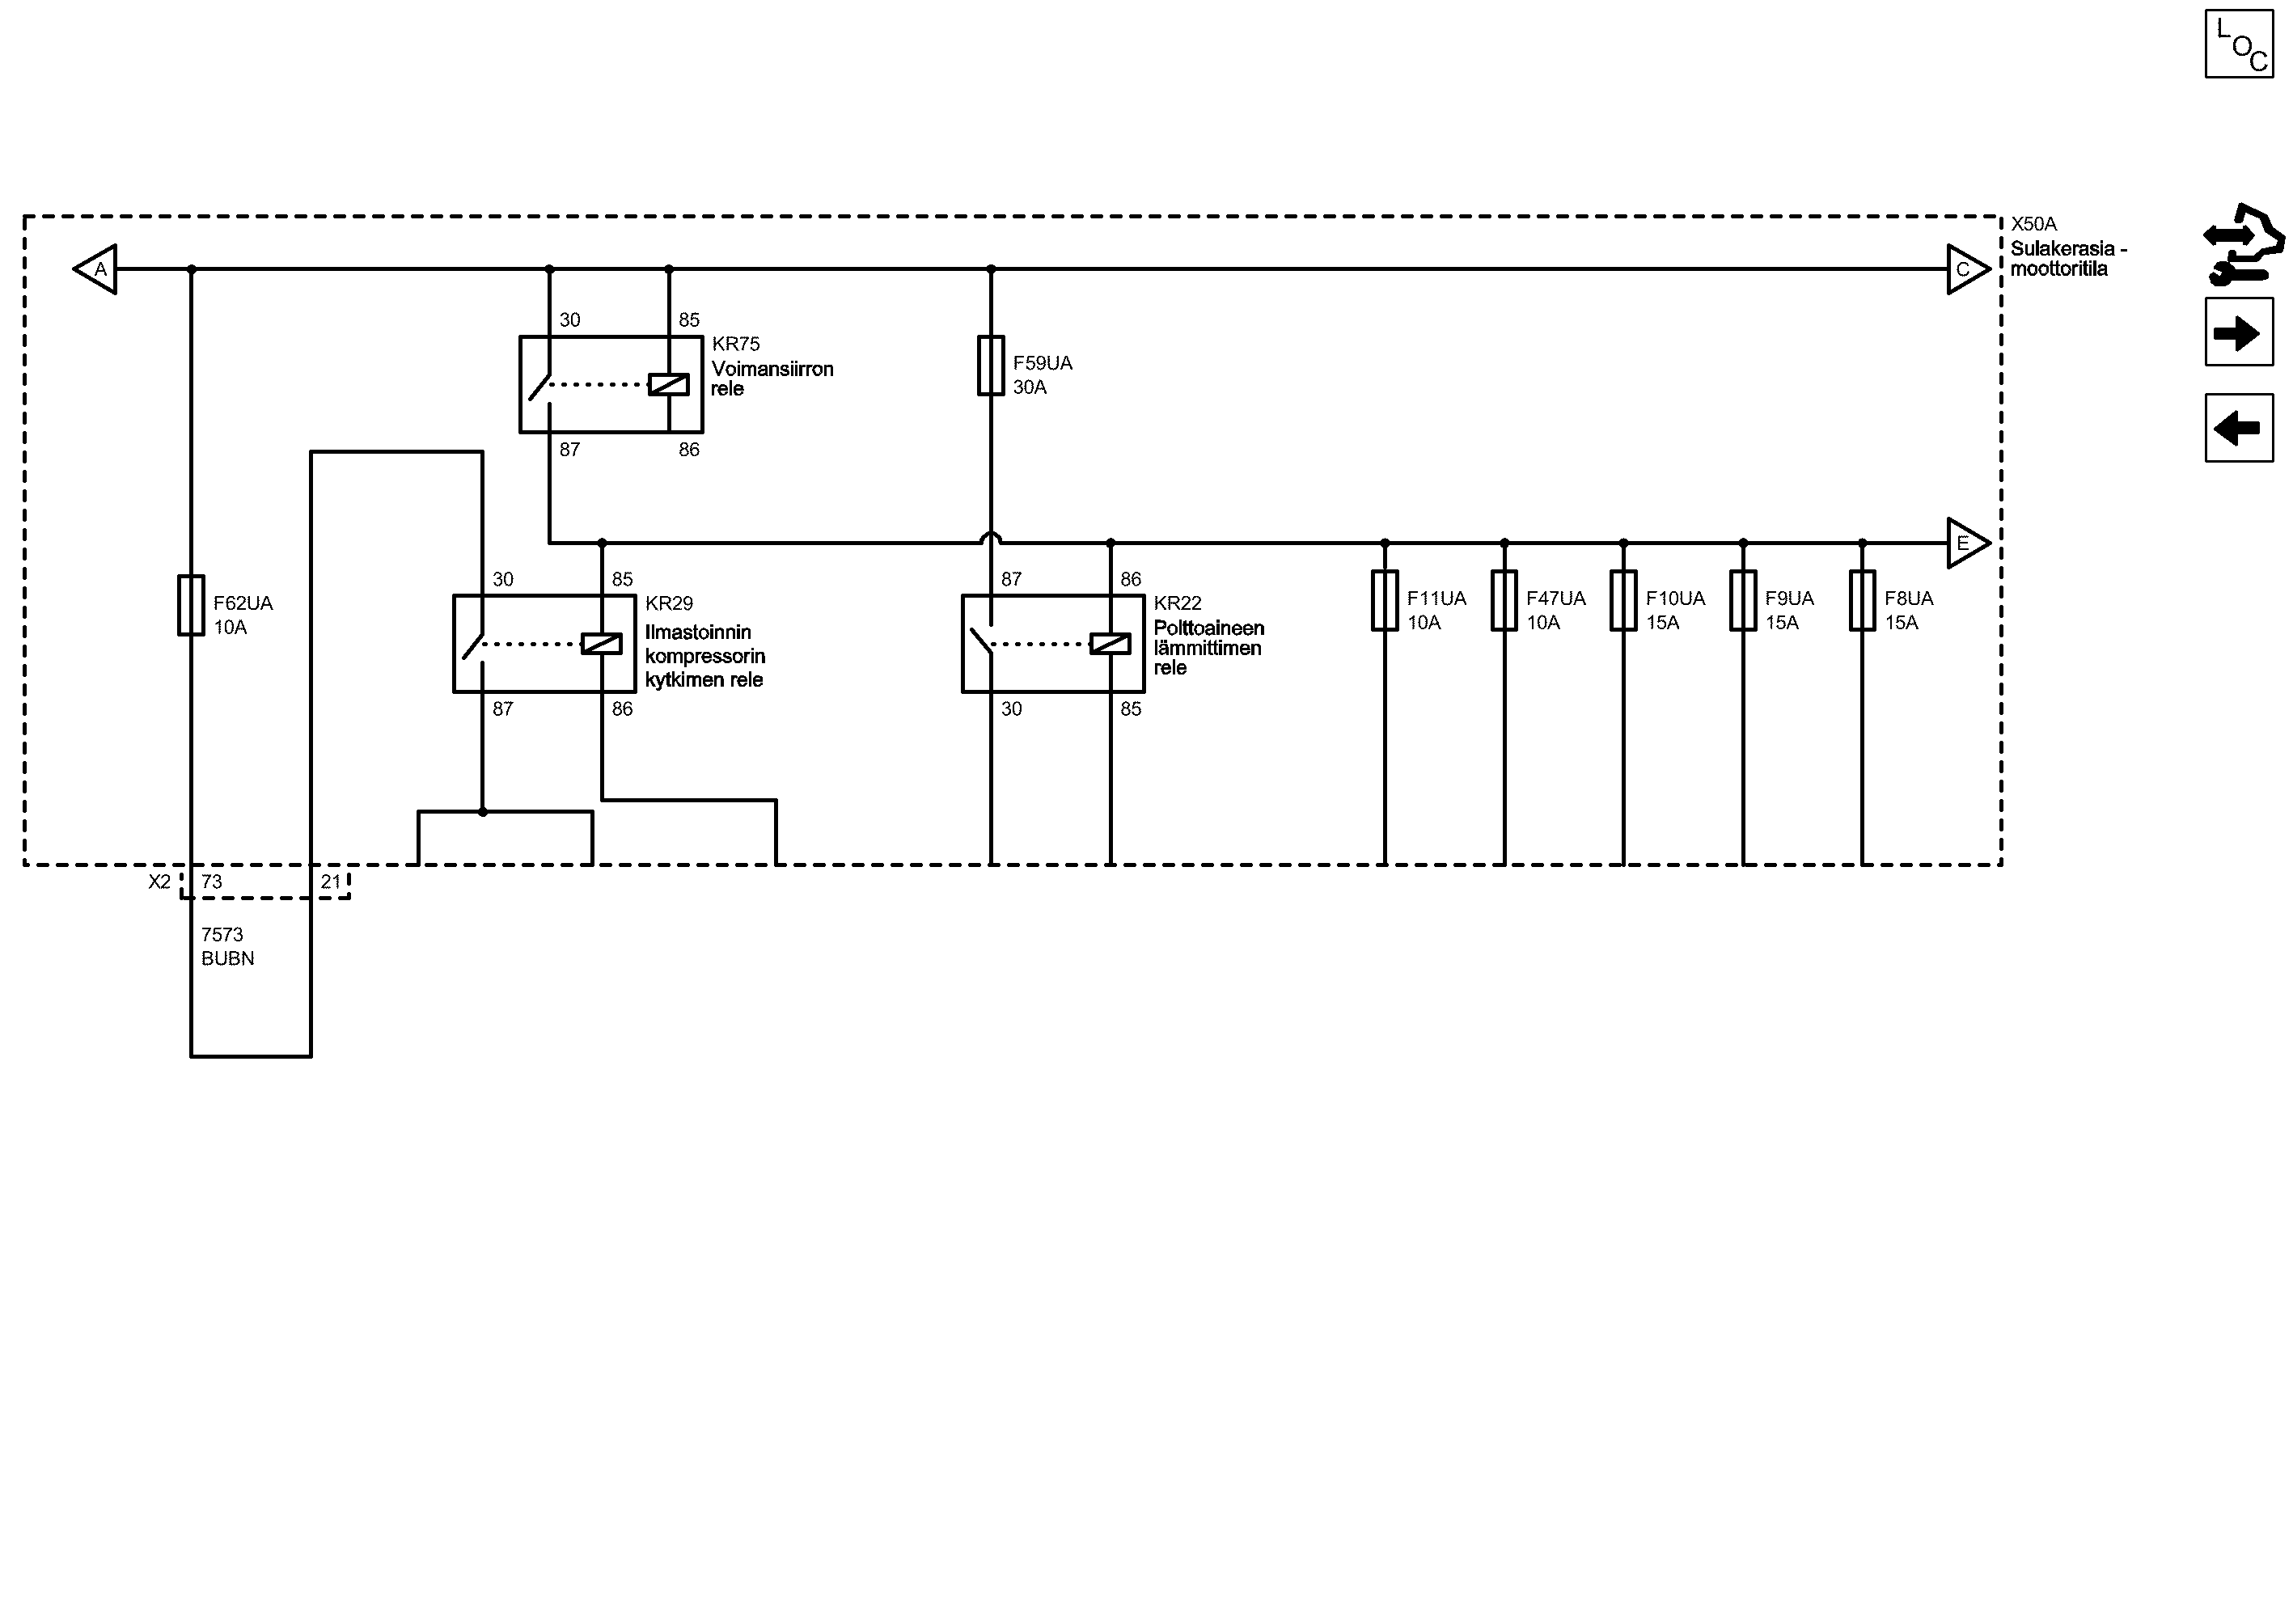 LOC
X50A
Sulakerasia -
moottoritila
A
C
30
85
KR75
Voimansiirron
rele
F59UA
30A
87
86
E
30
85
87
86
F62UA
10A
KR29
Ilmastoinnin
kompressorin
kytkimen rele
KR22
Polttoaineen
lämmittimen
rele
F11UA
10A
F47UA
10A
F10UA
15A
F9UA
15A
F8UA
15A
87
86
30
85
X2
73
21
7573
BUBN